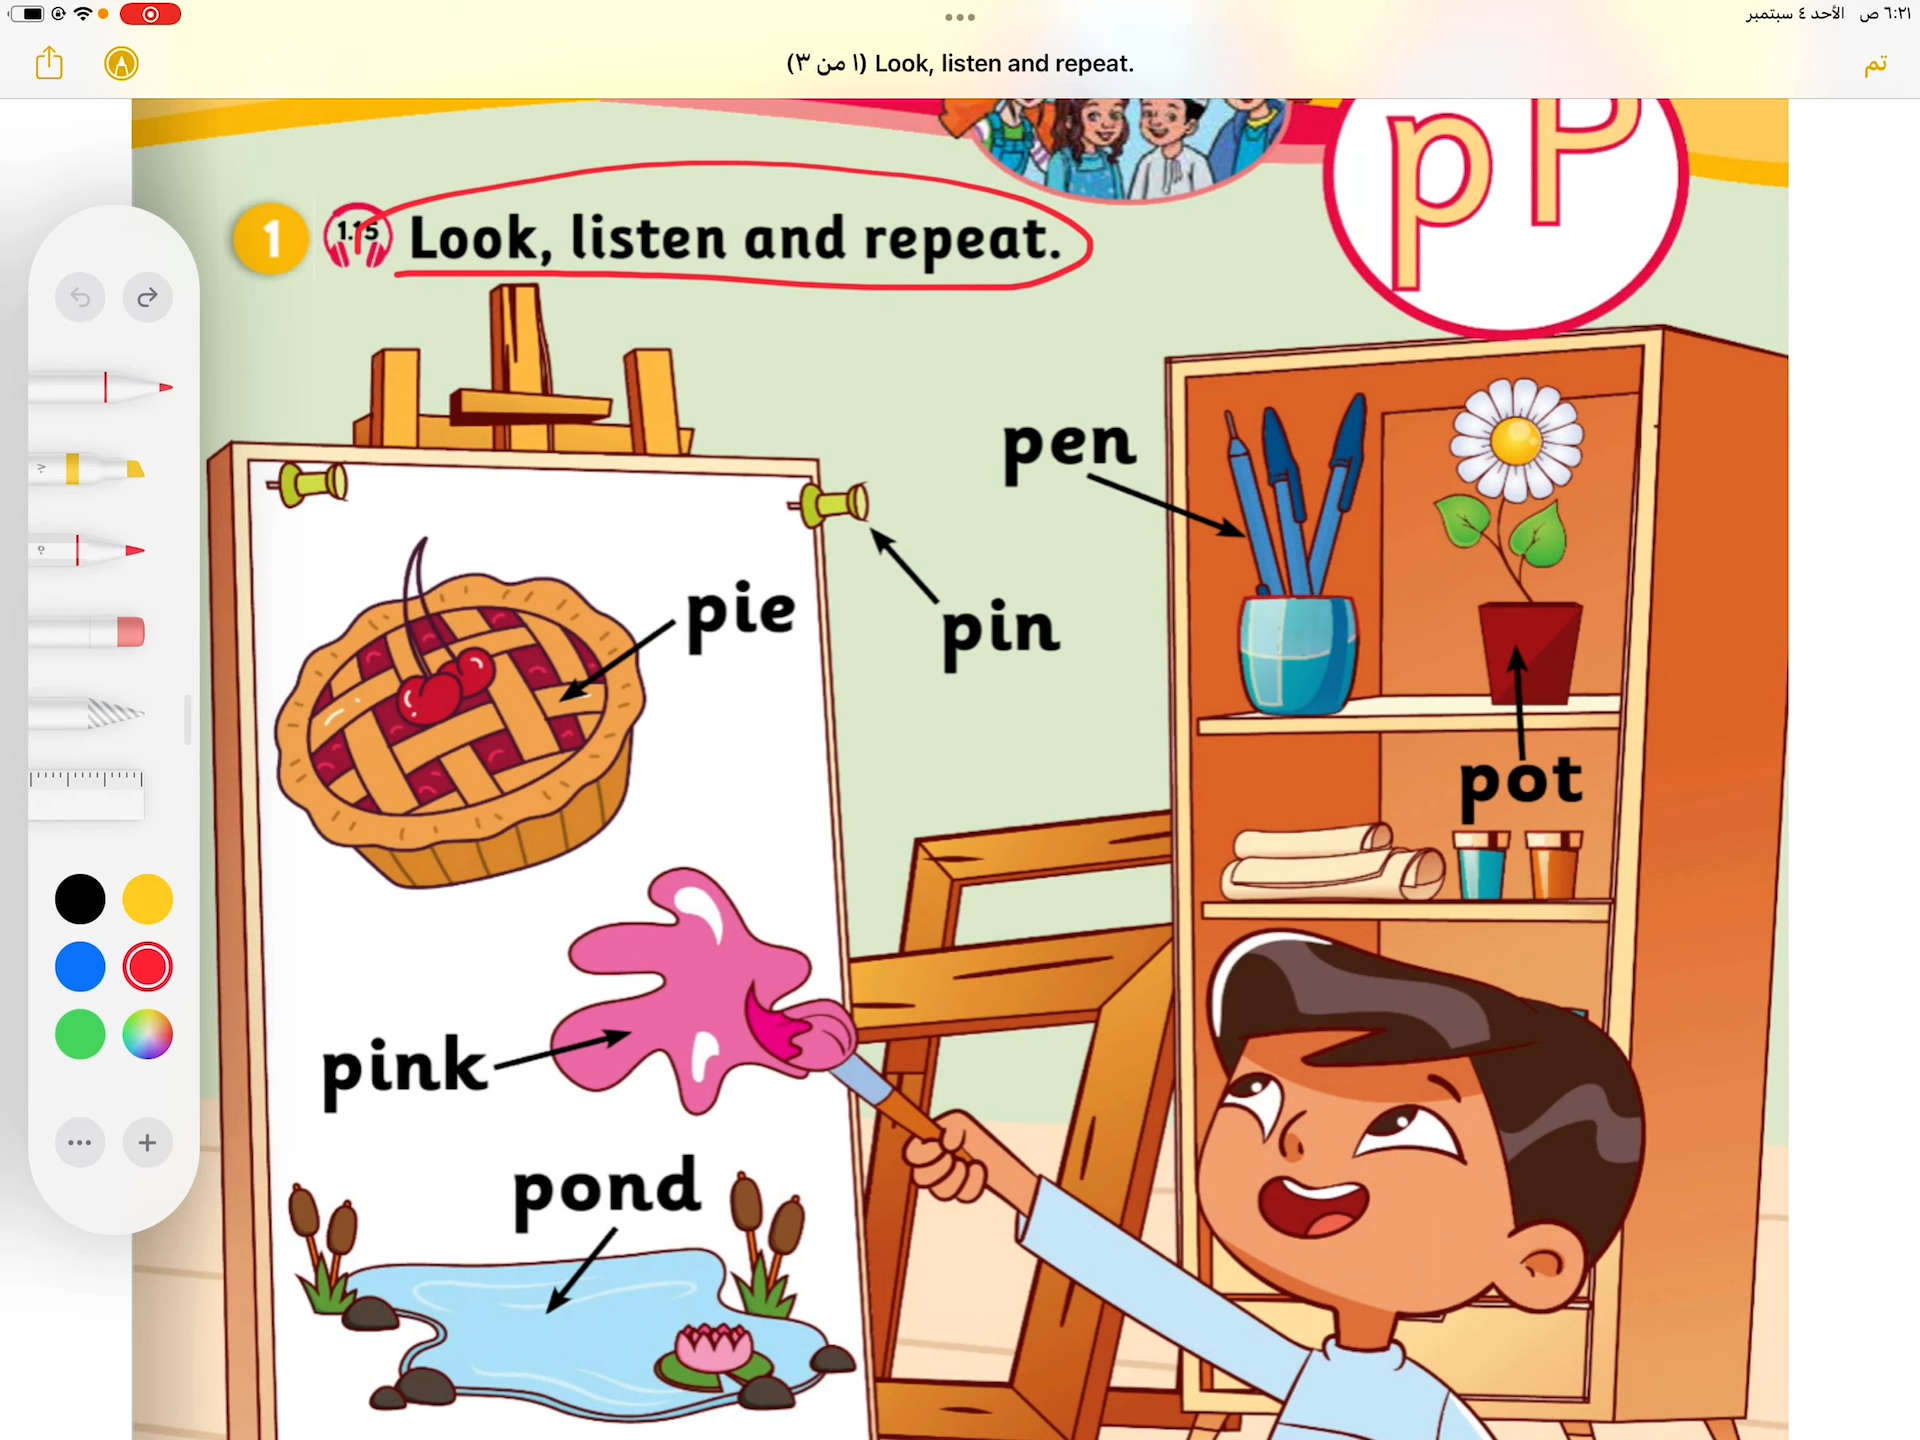 ٦:٢١ ص الأحد ٤ سبتمبر
Look, listen and repeat. (١ من ٣)
تم
p P
1 1.15 Look, listen and repeat.
pen
pie
pin
pot
pink
pond